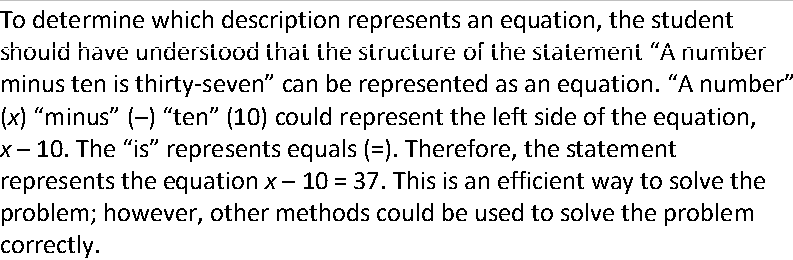 To determine which description represents an equation, the student
should have understood that the structure of the statement “A number
minus ten is thirty-seven” can be represented as an equation. “A number”
(x) “minus” (–) “ten” (10) could represent the left side of the equation,
x – 10. The “is” represents equals (=). Therefore, the statement
represents the equation x – 10 = 37. This is an efficient way to solve the
problem; however, other methods could be used to solve the problem
correctly.